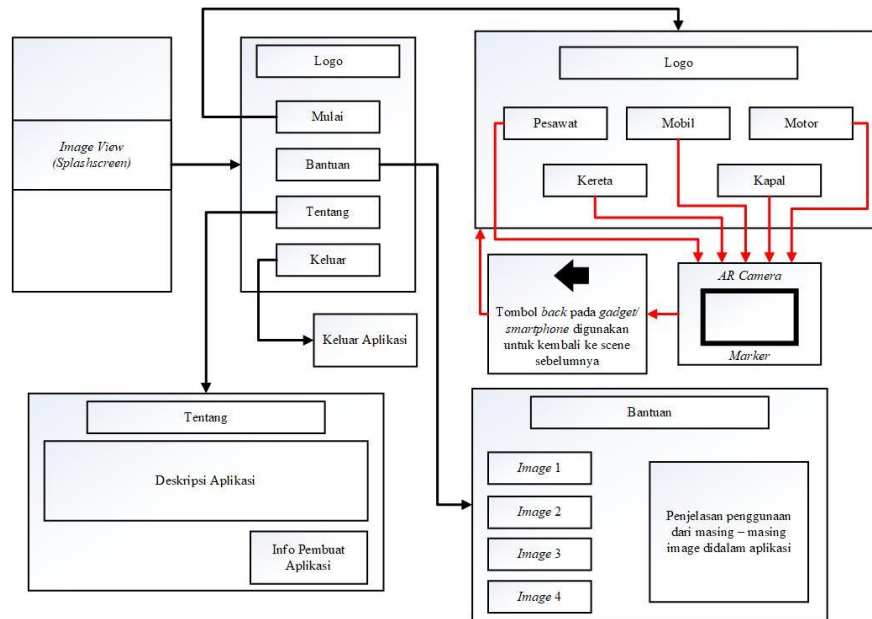 Image View
(Splashscreen)
Logo
Mulai
Bantuan
Tentang
Keluar
Keluar Aplikasi
Logo
Pesawat
Mobil
Motor
Kereta
Kapal
AR Camera
Marker
Tombol back pada gadget/
smartphone digunakan
untuk kembali ke scene
sebelumnya
Tentang
Deskripsi Aplikasi
Info Pembuat
Aplikasi
Bantuan
Image 1
Image 2
Image 3
Image 4
Penjelasan penggunaan
dari masing – masing
image didalam aplikasi